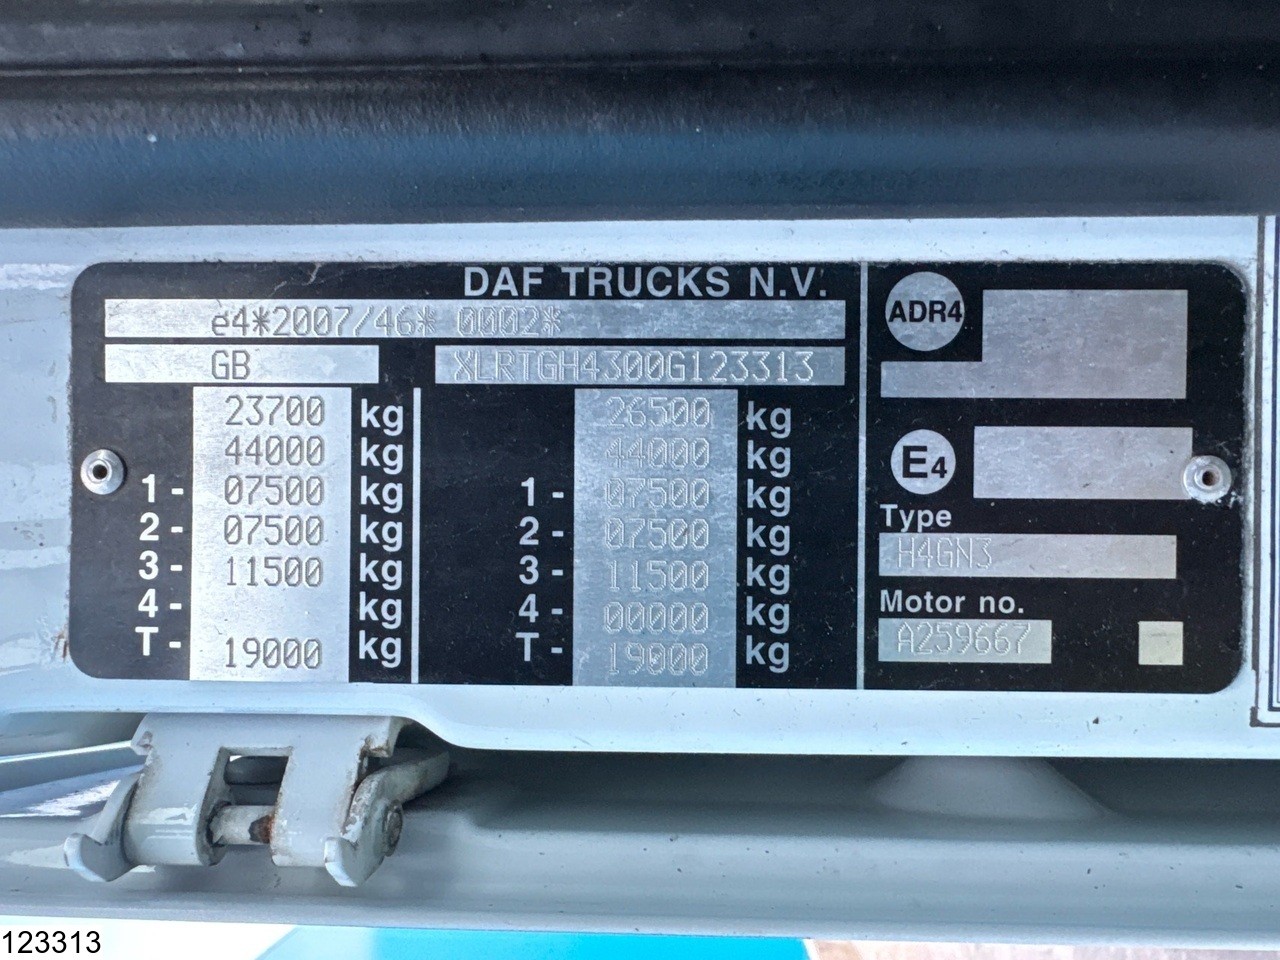 DAF TRUCKS N.V.
e4*2007/46* 0002*
GB XLRTGH4300G123313
23700 kg 26500 kg
44000 kg 44000 kg
1- 07500 kg 1- 07500 kg
2- 07500 kg 2- 07500 kg
3- 11500 kg 3- 11500 kg
4- kg 4- 00000 kg
T- 19000 kg T- 19000 kg
ADR4
E4
Type
H4GN3
Motor no.
A259667
123313